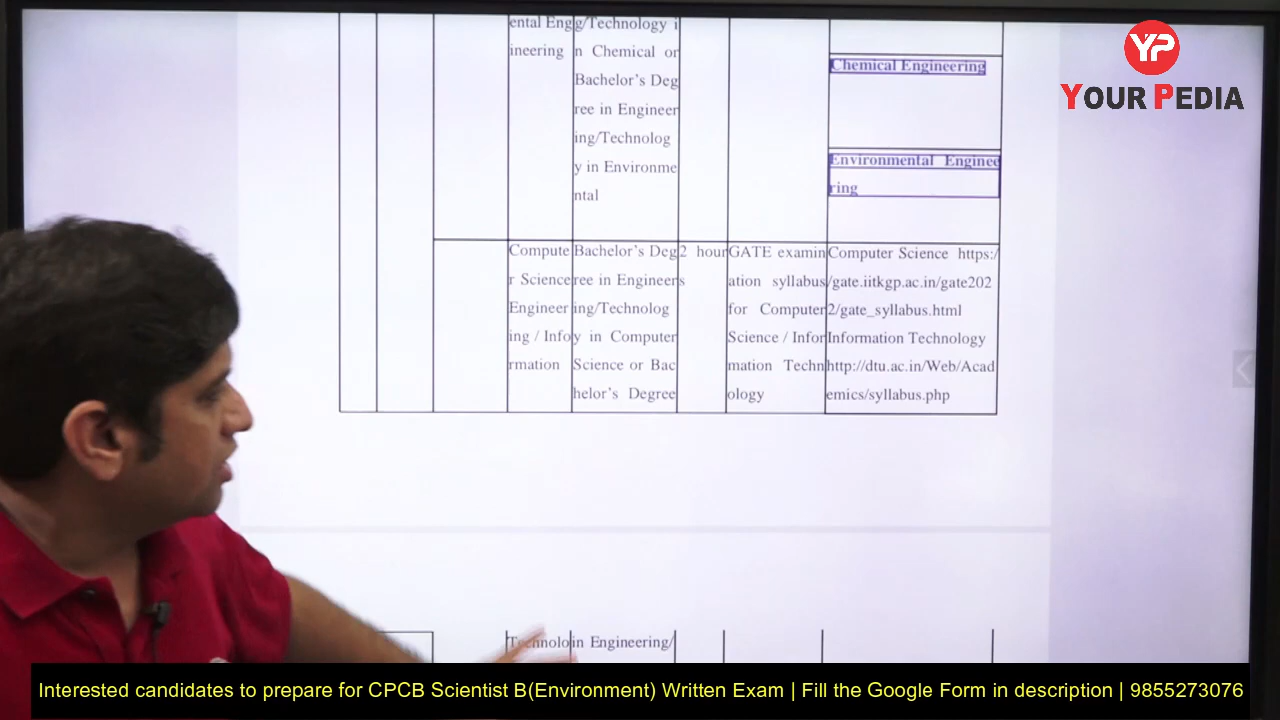 ental Eng
ineering
g/Technology i
n Chemical or
Bachelor's Deg
ree in Engineer
ing/Technolog
y in Environme
ntal
Chemical Engineering
Environmental Enginee
ring
YP
YOUR PEDIA
Compute
r Science
Engineer
ing / Info
rmation
Bachelor's Deg
ree in Engineer
ing/Technolog
y in Computer
Science or Bac
helor's Degree
2 hour
s
GATE examin
ation syllabus
for Computer
Science / Infor
mation Techn
ology
Computer Science https:/
/gate.iitkgp.ac.in/gate202
2/gate_syllabus.html
Information Technology
http://dtu.ac.in/Web/Acad
emics/syllabus.php
Technolo
in Engineering/
Interested candidates to prepare for CPCB Scientist B(Environment) Written Exam | Fill the Google Form in description | 9855273076